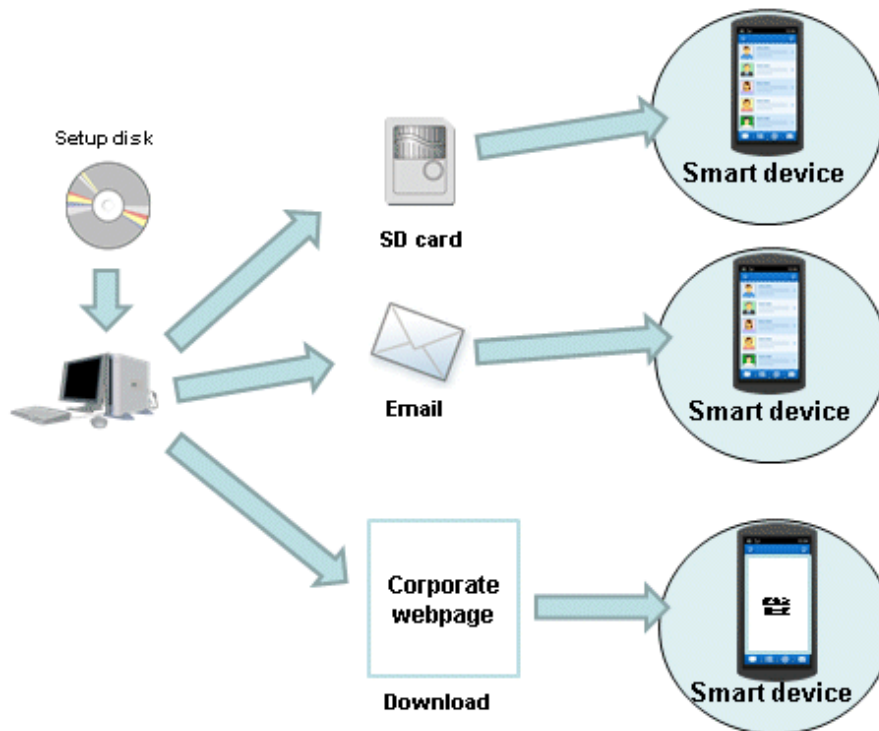 Setup disk
SD card
Smart device
Email
Smart device
Corporate
webpage
Download
Smart device